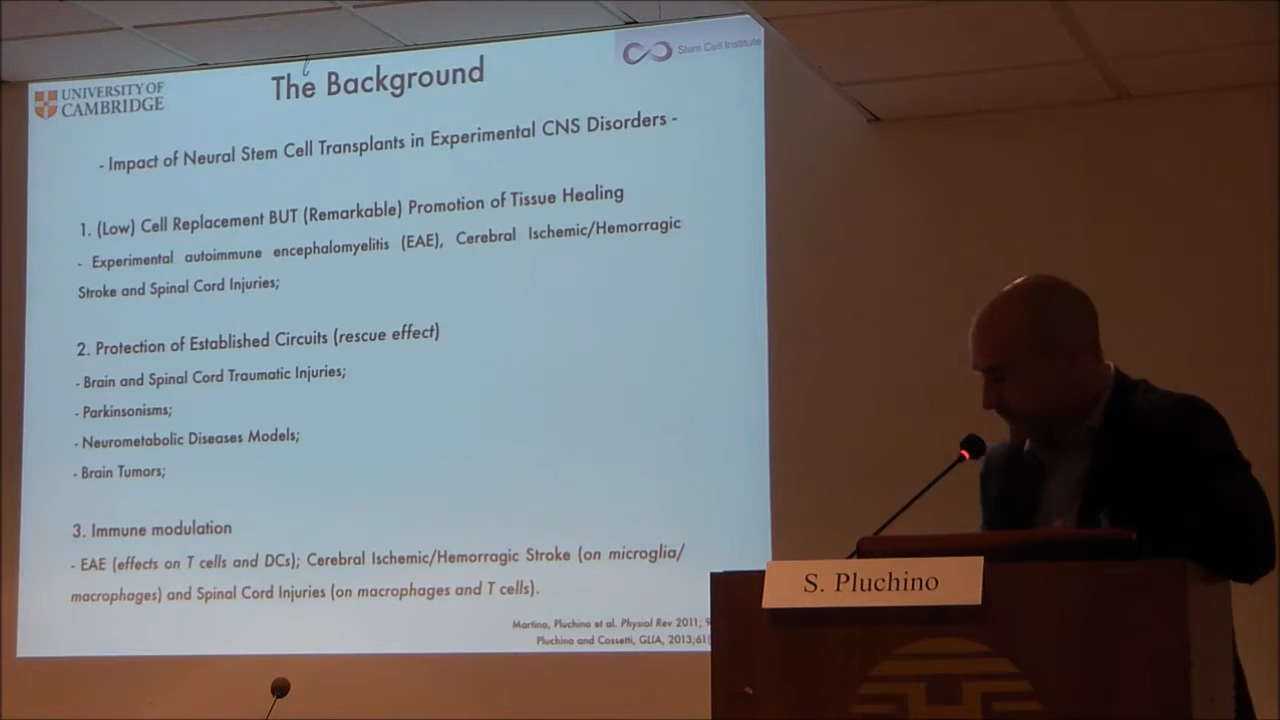 UNIVERSITY OF
CAMBRIDGE
The Background
Stem Cell Institute
- Impact of Neural Stem Cell Transplants in Experimental CNS Disorders -
1. (Low) Cell Replacement BUT (Remarkable) Promotion of Tissue Healing
- Experimental autoimmune encephalomyelitis (EAE), Cerebral Ischemic/Hemorragic
Stroke and Spinal Cord Injuries;
2. Protection of Established Circuits (rescue effect)
- Brain and Spinal Cord Traumatic Injuries;
- Parkinsonisms;
- Neurometabolic Diseases Models;
- Brain Tumors;
3. Immune modulation
- EAE (effects on T cells and DCs); Cerebral Ischemic/Hemorragic Stroke (on microglia/
macrophages) and Spinal Cord Injuries (on macrophages and T cells).
Martino, Pluchino et al. Physiol Rev 2011;
Pluchino and Cossetti, GLIA, 2013;61
S. Pluchino